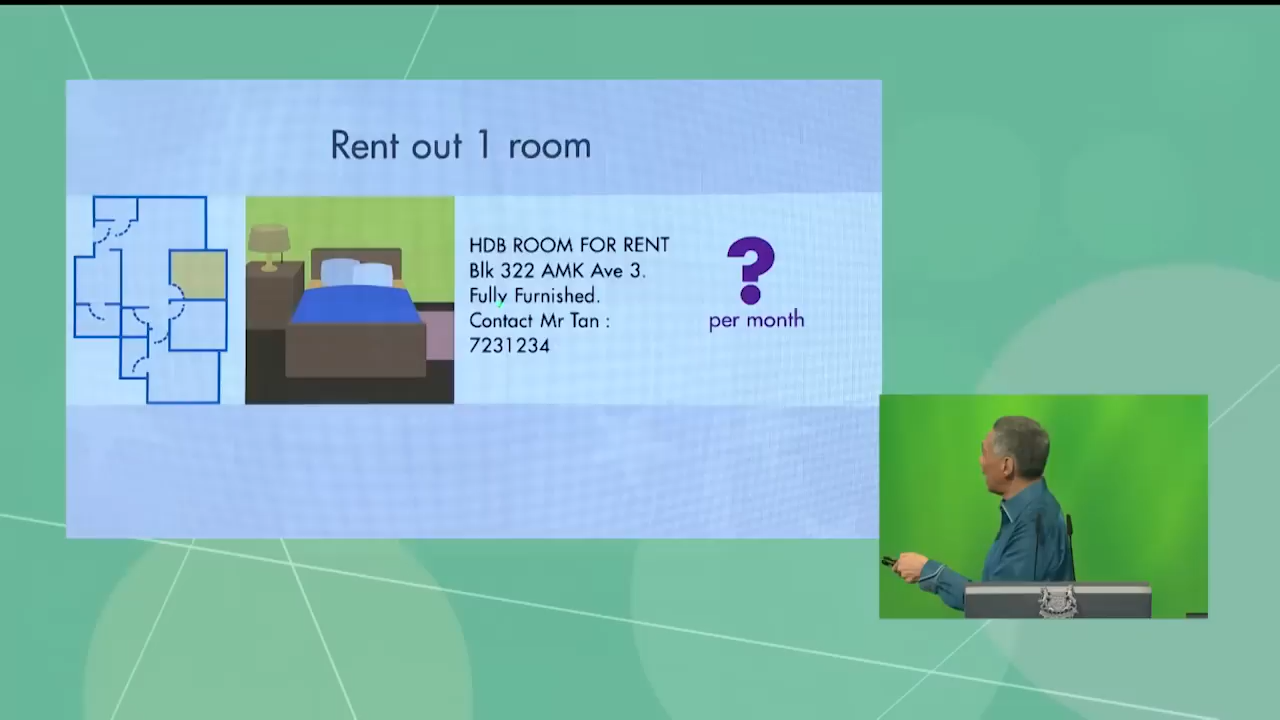 Rent out 1 room
HDB ROOM FOR RENT
Blk 322 AMK Ave 3.
Fully Furnished.
Contact Mr Tan :
7231234
?
per month